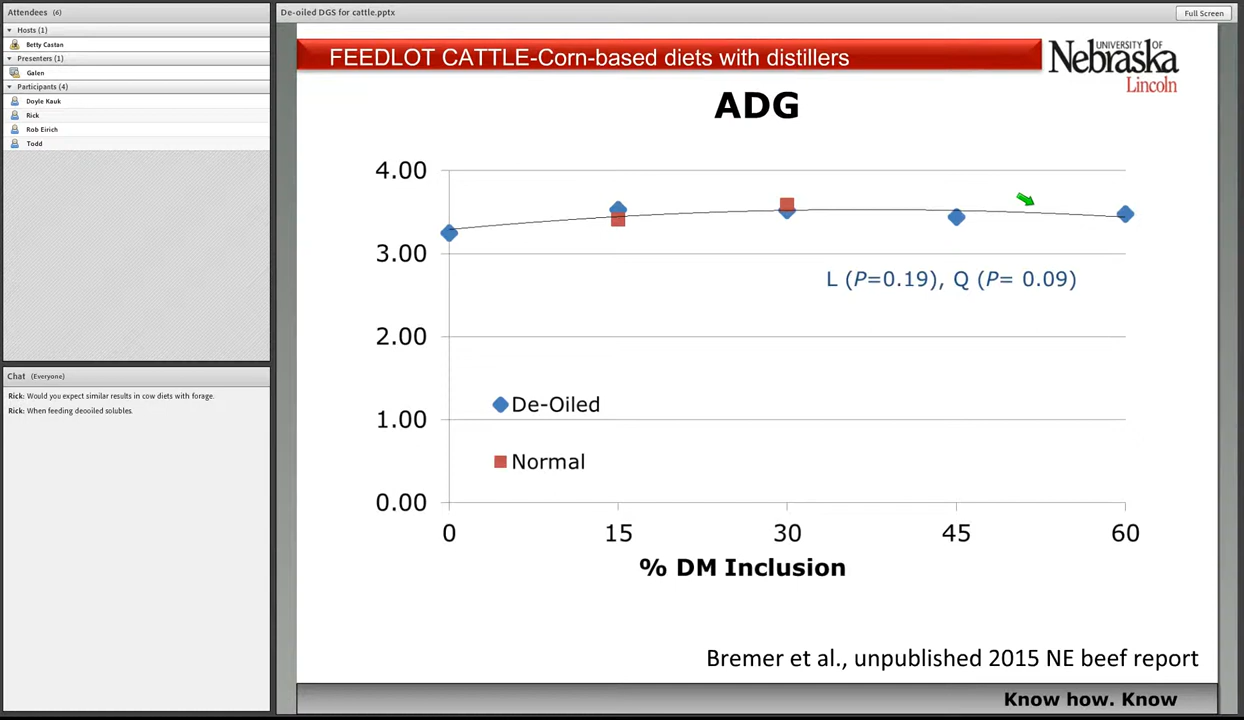 Attendees (6)
Hosts (1)
Betty Castan
Presenters (1)
Galen
Participants (4)
Doyle Kauk
Rick
Rob Eirich
Todd
Chat (Everyone)
Rick: Would you expect similar results in cow diets with forage.
Rick: When feeding deooiled solubles.
De-oiled DGS for cattle.pptx
Full Screen
FEEDLOT CATTLE-Corn-based diets with distillers
UNIVERSITY OF
Nebraska
Lincoln
ADG
4.00
3.00
L (P=0.19), Q (P= 0.09)
2.00
De-Oiled
1.00
Normal
0.00
0 15 30 45 60
% DM Inclusion
Bremer et al., unpublished 2015 NE beef report
Know how. Know